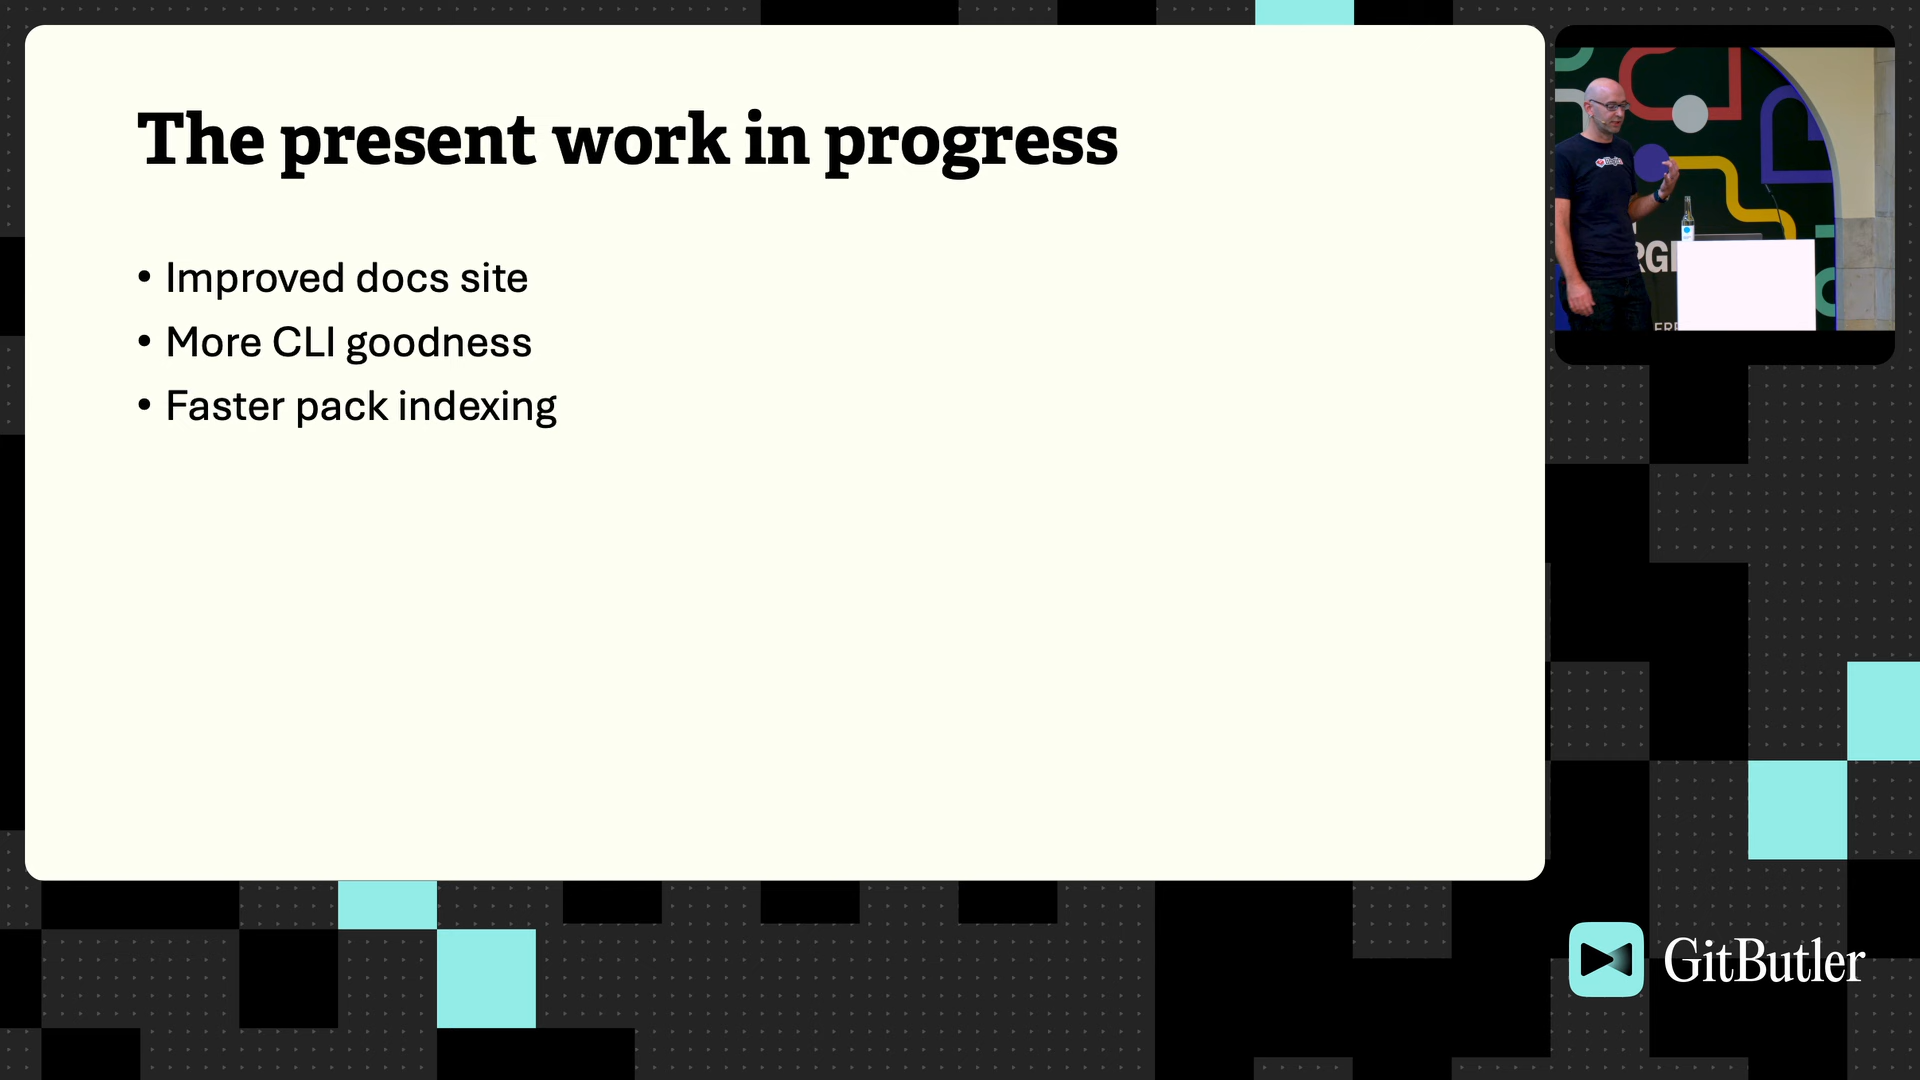 The present work in progress
• Improved docs site
• More CLI goodness
• Faster pack indexing
GitButler